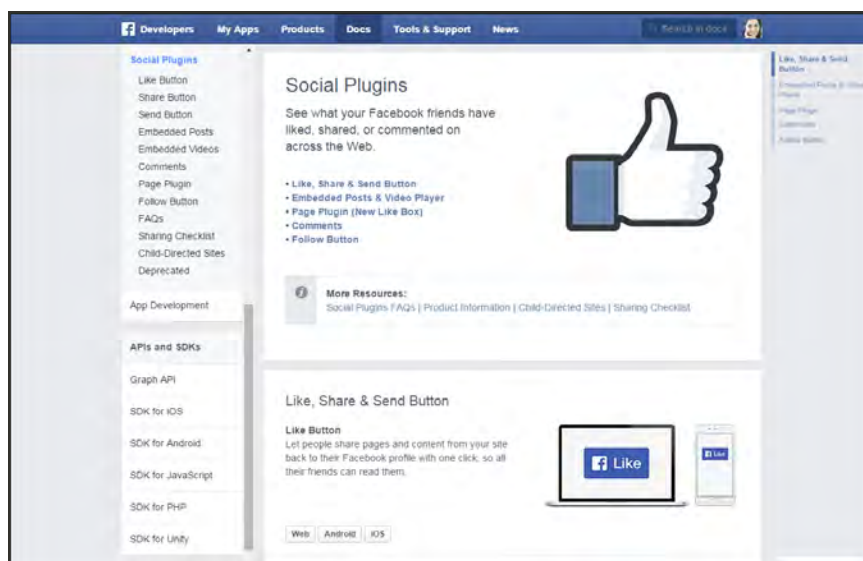 Developers My Apps Products Docs Tools & Support News Search in docs
Social Plugins
Like Button
Share Button
Send Button
Embedded Posts
Embedded Videos
Comments
Page Plugin
Follow Button
FAQs
Sharing Checklist
Child-Directed Sites
Deprecated
App Development
APIs and SDKs
Graph API
SDK for iOS
SDK for Android
SDK for JavaScript
SDK for PHP
SDK for Unity
Social Plugins
See what your Facebook friends have
liked, shared, or commented on
across the Web.
• Like, Share & Send Button
• Embedded Posts & Video Player
• Page Plugin (New Like Box)
• Comments
• Follow Button
More Resources:
Social Plugins FAQs | Product Information | Child-Directed Sites | Sharing Checklist
Like, Share & Send Button
Like Button
Let people share pages and content from your site
back to their Facebook profile with one click, so all
their friends can read them.
Web Android iOS
Like
Like
Like, Share & Send
Button
Embedded Posts & Video
Player
Page Plugin
Comments
Follow Button